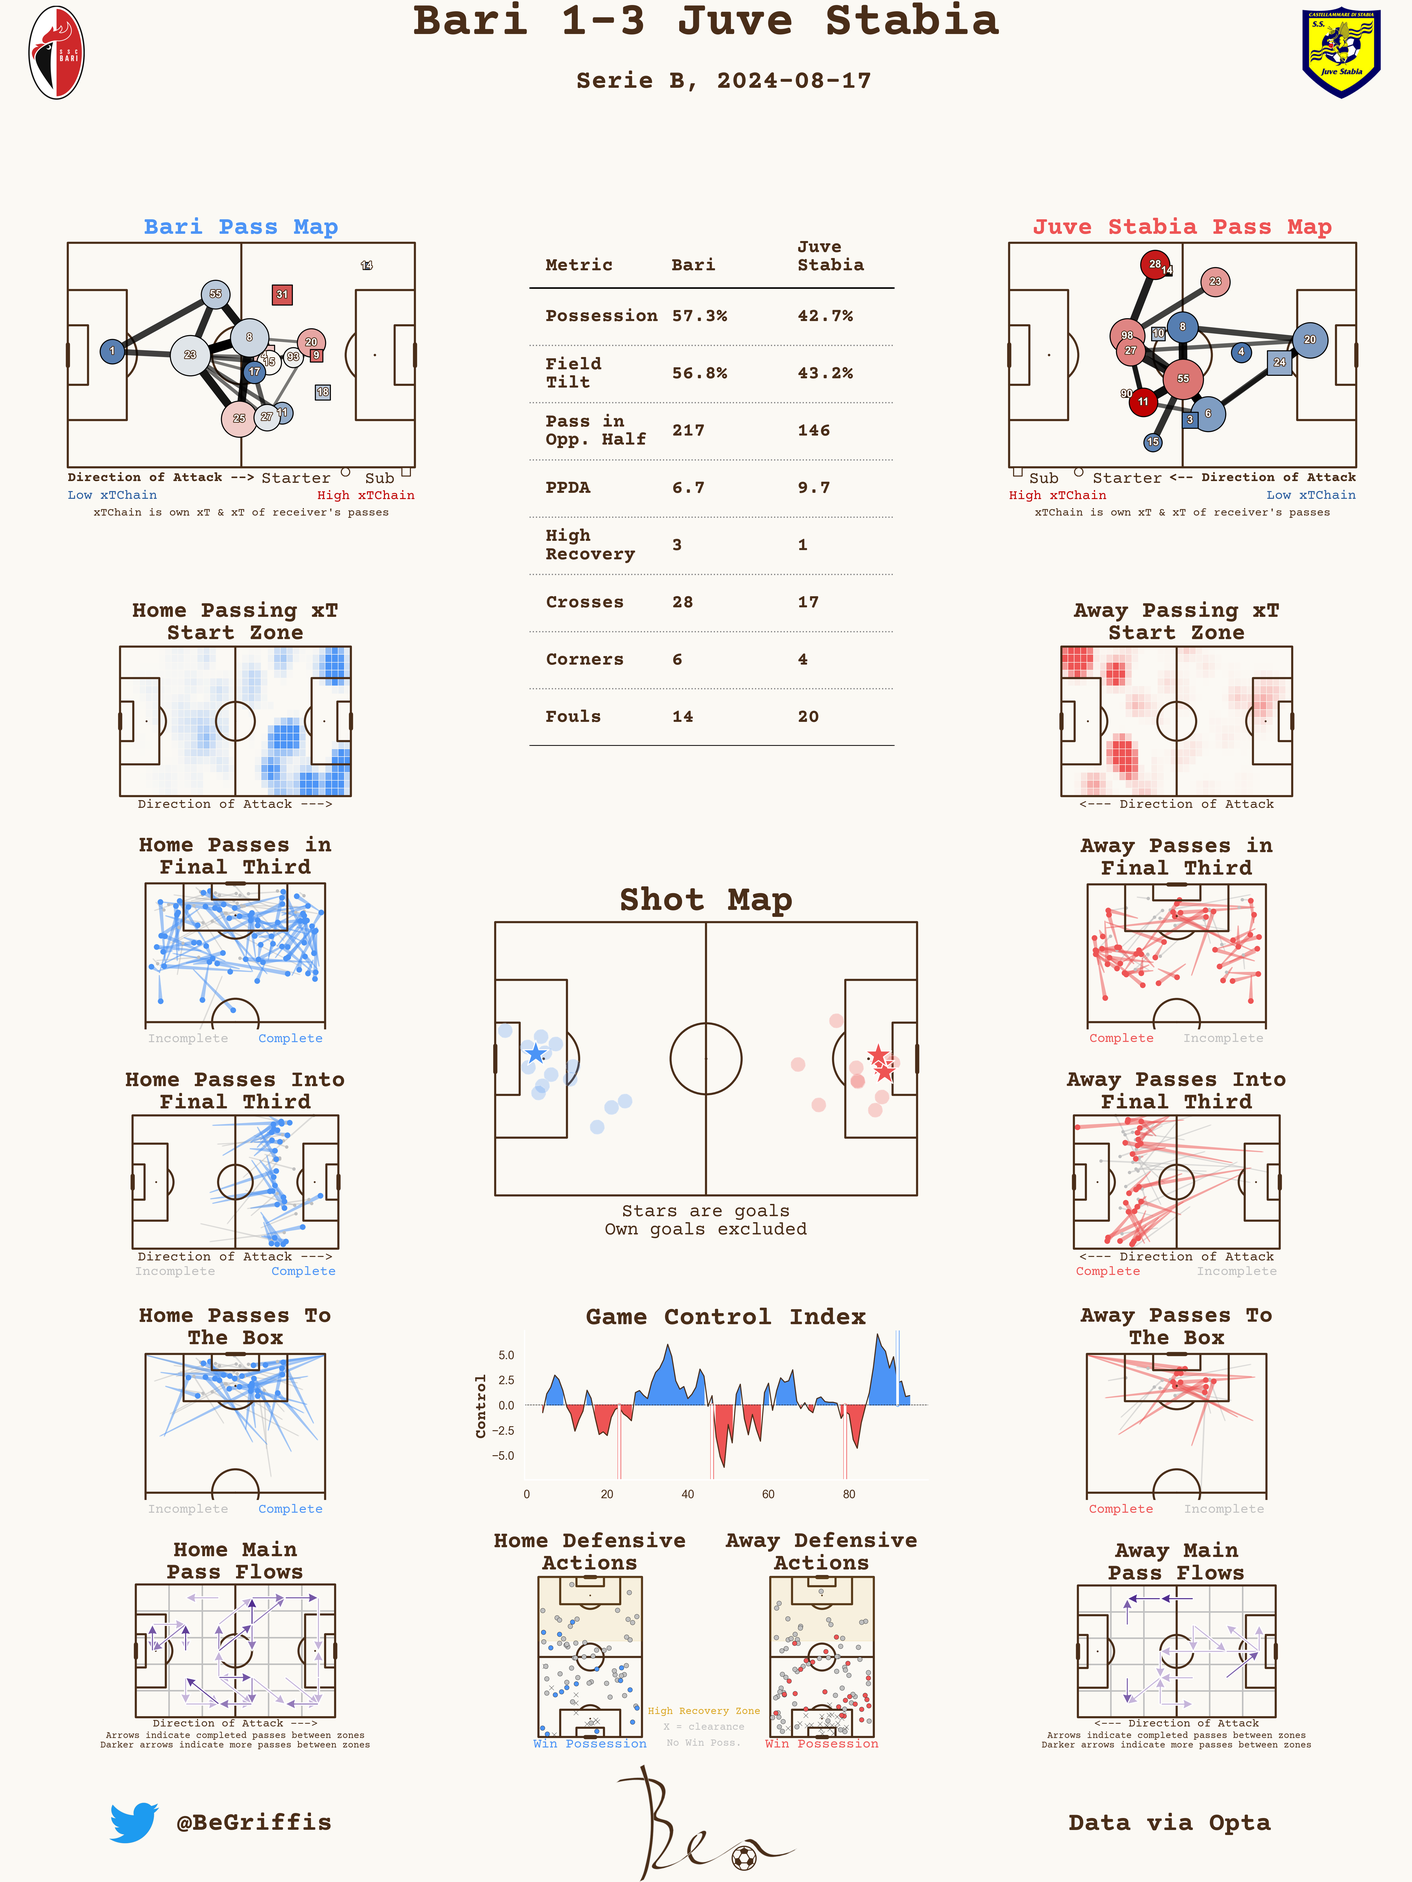 Bari 1-3 Juve Stabia
Serie B, 2024-08-17
SSC
BARI
CASTELLAMMARE DI STABIA
S.S.
Juve Stabia
Bari Pass Map
55
31
14
8
20
1
23
15
93
9
17
18
25
27
11
Direction of Attack --> Starter Sub
Low xTChain High xTChain
xTChain is own xT & xT of receiver's passes
Metric Bari Juve Stabia
Possession 57.3% 42.7%
Field Tilt 56.8% 43.2%
Pass in Opp. Half 217 146
PPDA 6.7 9.7
High Recovery 3 1
Crosses 28 17
Corners 6 4
Fouls 14 20
Juve Stabia Pass Map
28
14
23
98
10
8
20
27
4
24
55
90
11
3
6
15
Sub Starter <-- Direction of Attack
High xTChain Low xTChain
xTChain is own xT & xT of receiver's passes
Home Passing xT
Start Zone
Direction of Attack --->
Away Passing xT
Start Zone
<--- Direction of Attack
Home Passes in
Final Third
Incomplete Complete
Away Passes in
Final Third
Complete Incomplete
Shot Map
Stars are goals
Own goals excluded
Home Passes Into
Final Third
Direction of Attack --->
Incomplete Complete
Away Passes Into
Final Third
<--- Direction of Attack
Complete Incomplete
Home Passes To
The Box
Incomplete Complete
Game Control Index
Control
5.0
2.5
0.0
−2.5
−5.0
0 20 40 60 80
Away Passes To
The Box
Complete Incomplete
Home Main
Pass Flows
Direction of Attack --->
Arrows indicate completed passes between zones
Darker arrows indicate more passes between zones
Home Defensive
Actions
Win Possession
High Recovery Zone
X = clearance
No Win Poss.
Away Defensive
Actions
Win Possession
Away Main
Pass Flows
<--- Direction of Attack
Arrows indicate completed passes between zones
Darker arrows indicate more passes between zones
@BeGriffis
Ben
Data via Opta